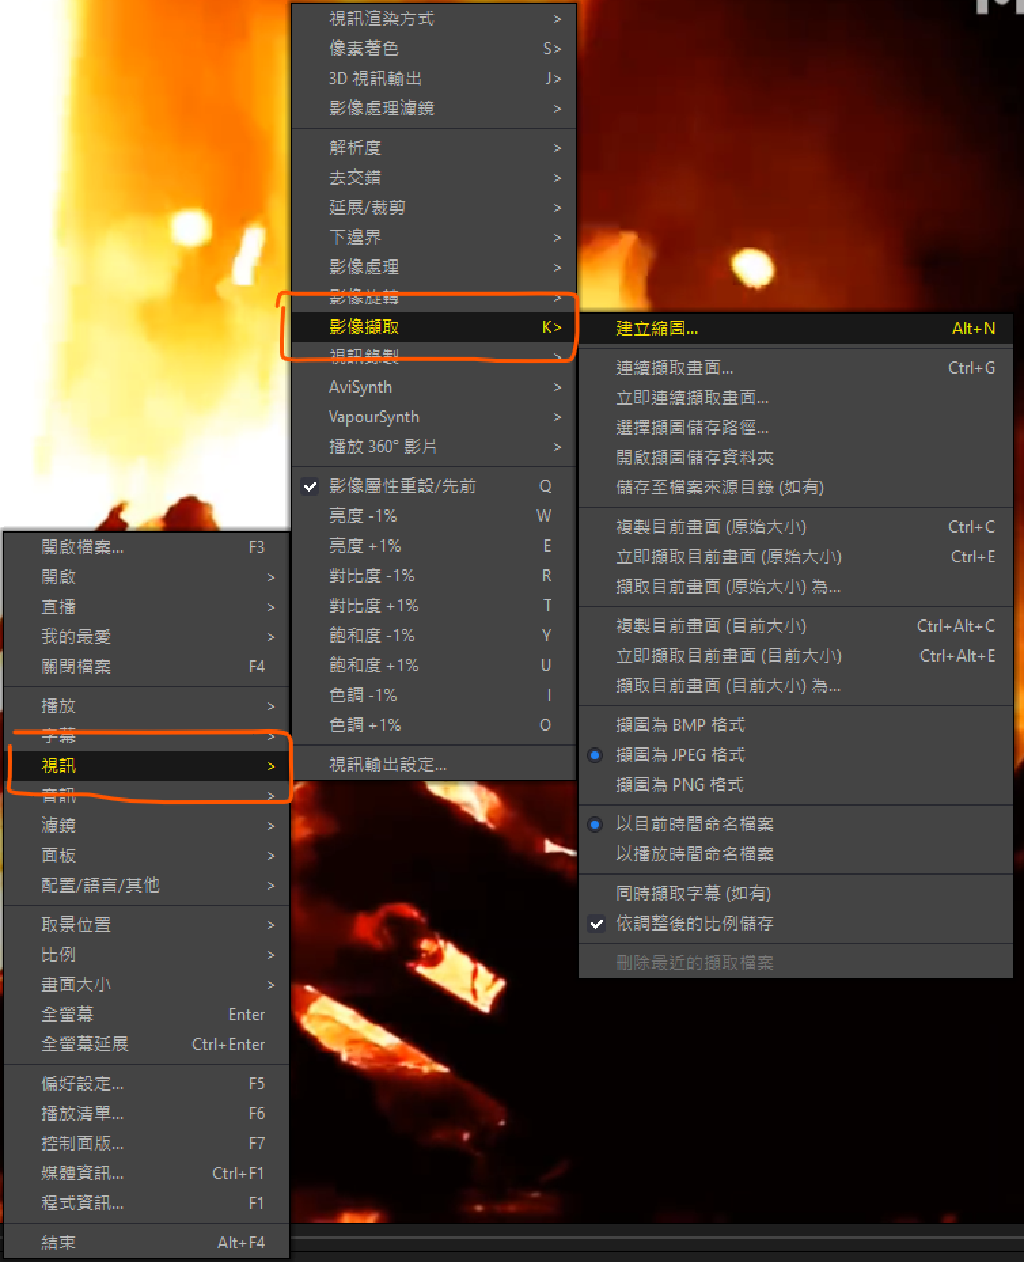 視訊渲染方式 >
像素著色 S>
3D 視訊輸出 J>
影像處理濾鏡 >
解析度 >
去交錯 >
延展/裁剪 >
下邊界 >
影像處理 >
影像旋轉 >
影像擷取 K>
視訊錄製 >
AviSynth >
VapourSynth >
播放 360° 影片 >
影像屬性重設/先前 Q
亮度 -1% W
亮度 +1% E
對比度 -1% R
對比度 +1% T
飽和度 -1% Y
飽和度 +1% U
色調 -1% I
色調 +1% O
視訊輸出設定...
建立縮圖... Alt+N
連續擷取畫面... Ctrl+G
立即連續擷取畫面...
選擇擷圖儲存路徑...
開啟擷圖儲存資料夾
儲存至檔案來源目錄 (如有)
複製目前畫面 (原始大小) Ctrl+C
立即擷取目前畫面 (原始大小) Ctrl+E
擷取目前畫面 (原始大小) 為...
複製目前畫面 (目前大小) Ctrl+Alt+C
立即擷取目前畫面 (目前大小) Ctrl+Alt+E
擷取目前畫面 (目前大小) 為...
擷圖為 BMP 格式
擷圖為 JPEG 格式
擷圖為 PNG 格式
以目前時間命名檔案
以播放時間命名檔案
同時擷取字幕 (如有)
依調整後的比例儲存
刪除最近的擷取檔案
開啟檔案... F3
開啟 >
直播 >
我的最愛 >
關閉檔案 F4
播放 >
字幕 >
視訊 >
音訊 >
濾鏡 >
面板 >
配置/語言/其他 >
取景位置 >
比例 >
畫面大小 >
全螢幕 Enter
全螢幕延展 Ctrl+Enter
偏好設定... F5
播放清單... F6
控制面版... F7
媒體資訊... Ctrl+F1
程式資訊... F1
結束 Alt+F4